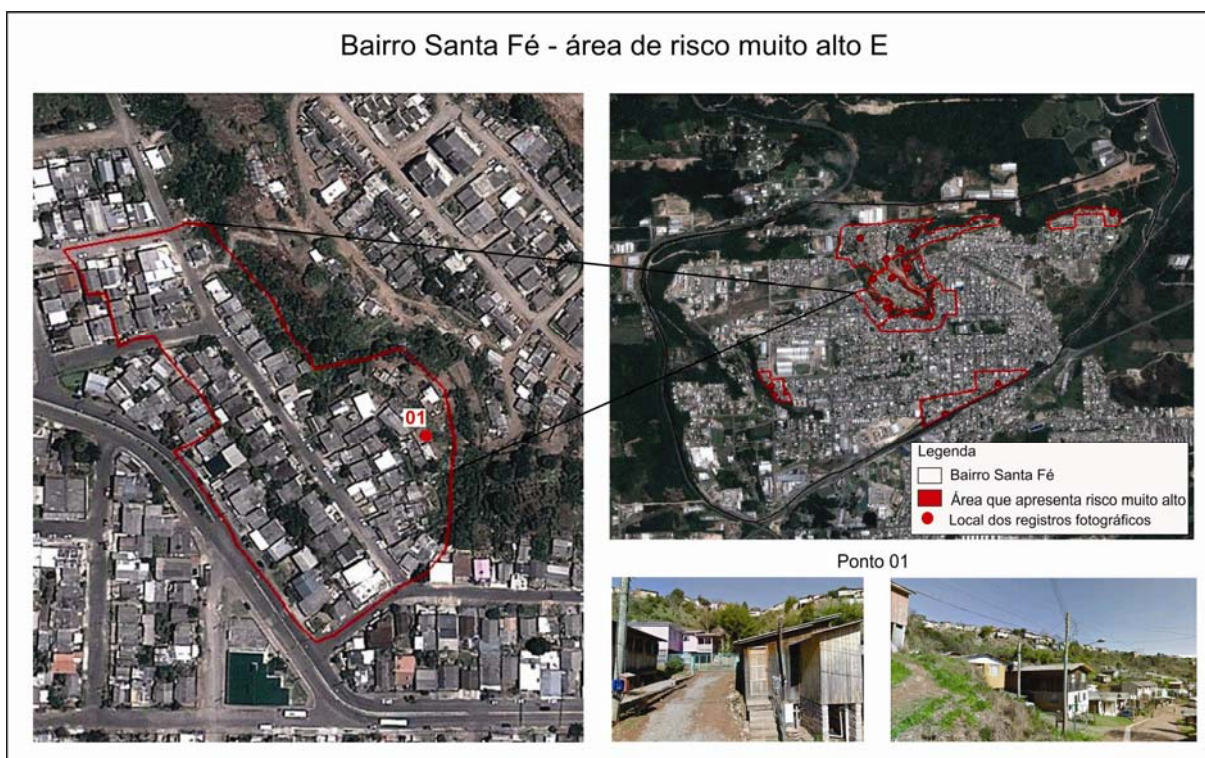 Bairro Santa Fé - área de risco muito alto E
01
Legenda
Bairro Santa Fé
Área que apresenta risco muito alto
Local dos registros fotográficos
Ponto 01